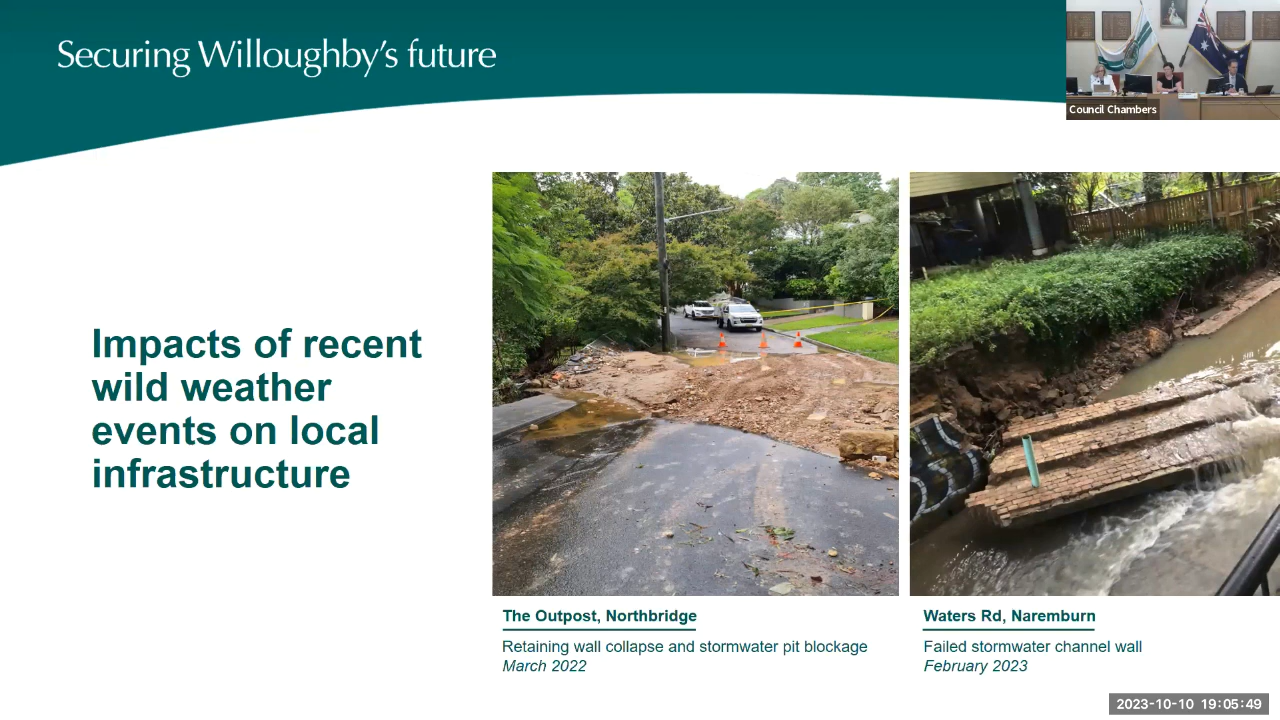 Securing Willoughby's future
Council Chambers
Impacts of recent
wild weather
events on local
infrastructure
The Outpost, Northbridge
Retaining wall collapse and stormwater pit blockage
March 2022
Waters Rd, Naremburn
Failed stormwater channel wall
February 2023
2023-10-10 19:05:49